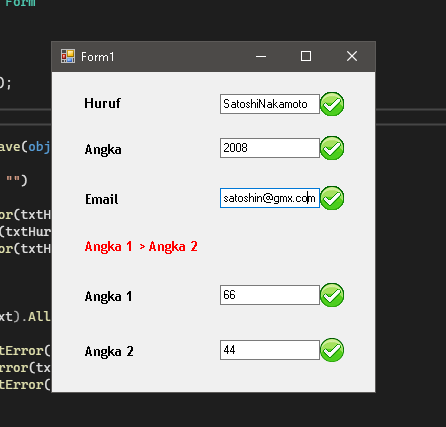 Form
Form1
);
Huruf
SatoshiNakamoto
ave(obj
Angka
2008
"")
Email
satoshin@gmx.com
or(txtH
(txtHur
or(txtH
Angka 1 > Angka 2
Angka 1
66
xt).All
Angka 2
44
tError(
rror(tx
tError(